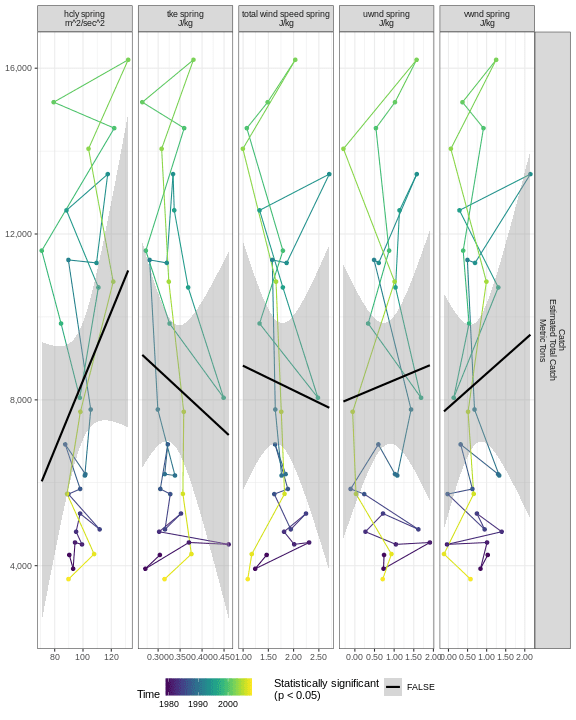 hdly spring
m^2/sec^2
tke spring
J/kg
total wind speed spring
J/kg
uwnd spring
J/kg
vwnd spring
J/kg
16,000
12,000
8,000
4,000
Catch
Estimated Total Catch
Metric Tons
80 100 120
0.300 0.350 0.400 0.450
1.00 1.50 2.00 2.50
0.00 0.50 1.00 1.50 2.00
0.00 0.50 1.00 1.50 2.00
Time
1980 1990 2000
Statistically significant
(p < 0.05)
FALSE